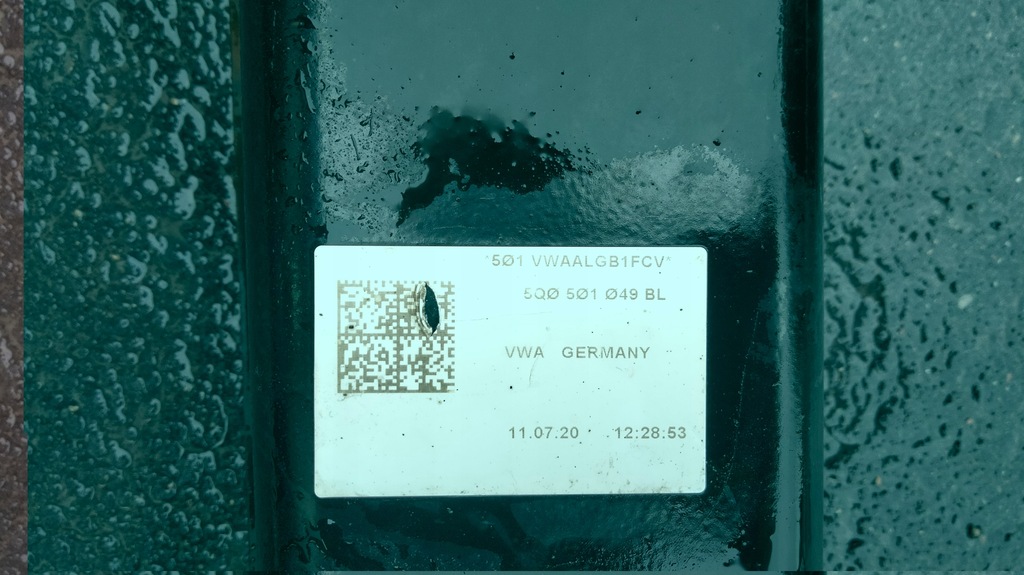 *5Ø1 VWAALGB1FCV*
5QØ 5Ø1 Ø49 BL
VWA GERMANY
11.07.20 12:28:53